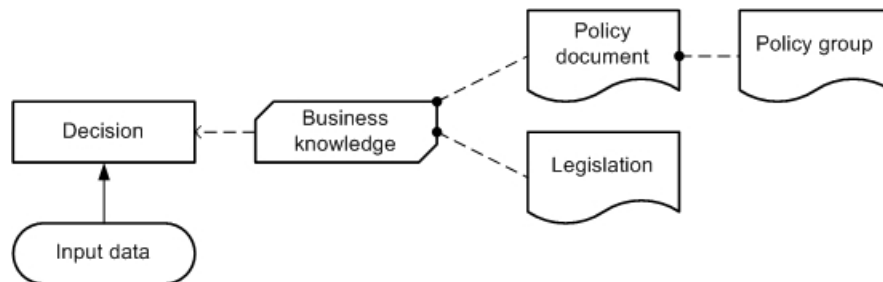 Policy
document
Policy group
Decision
Business
knowledge
Legislation
Input data